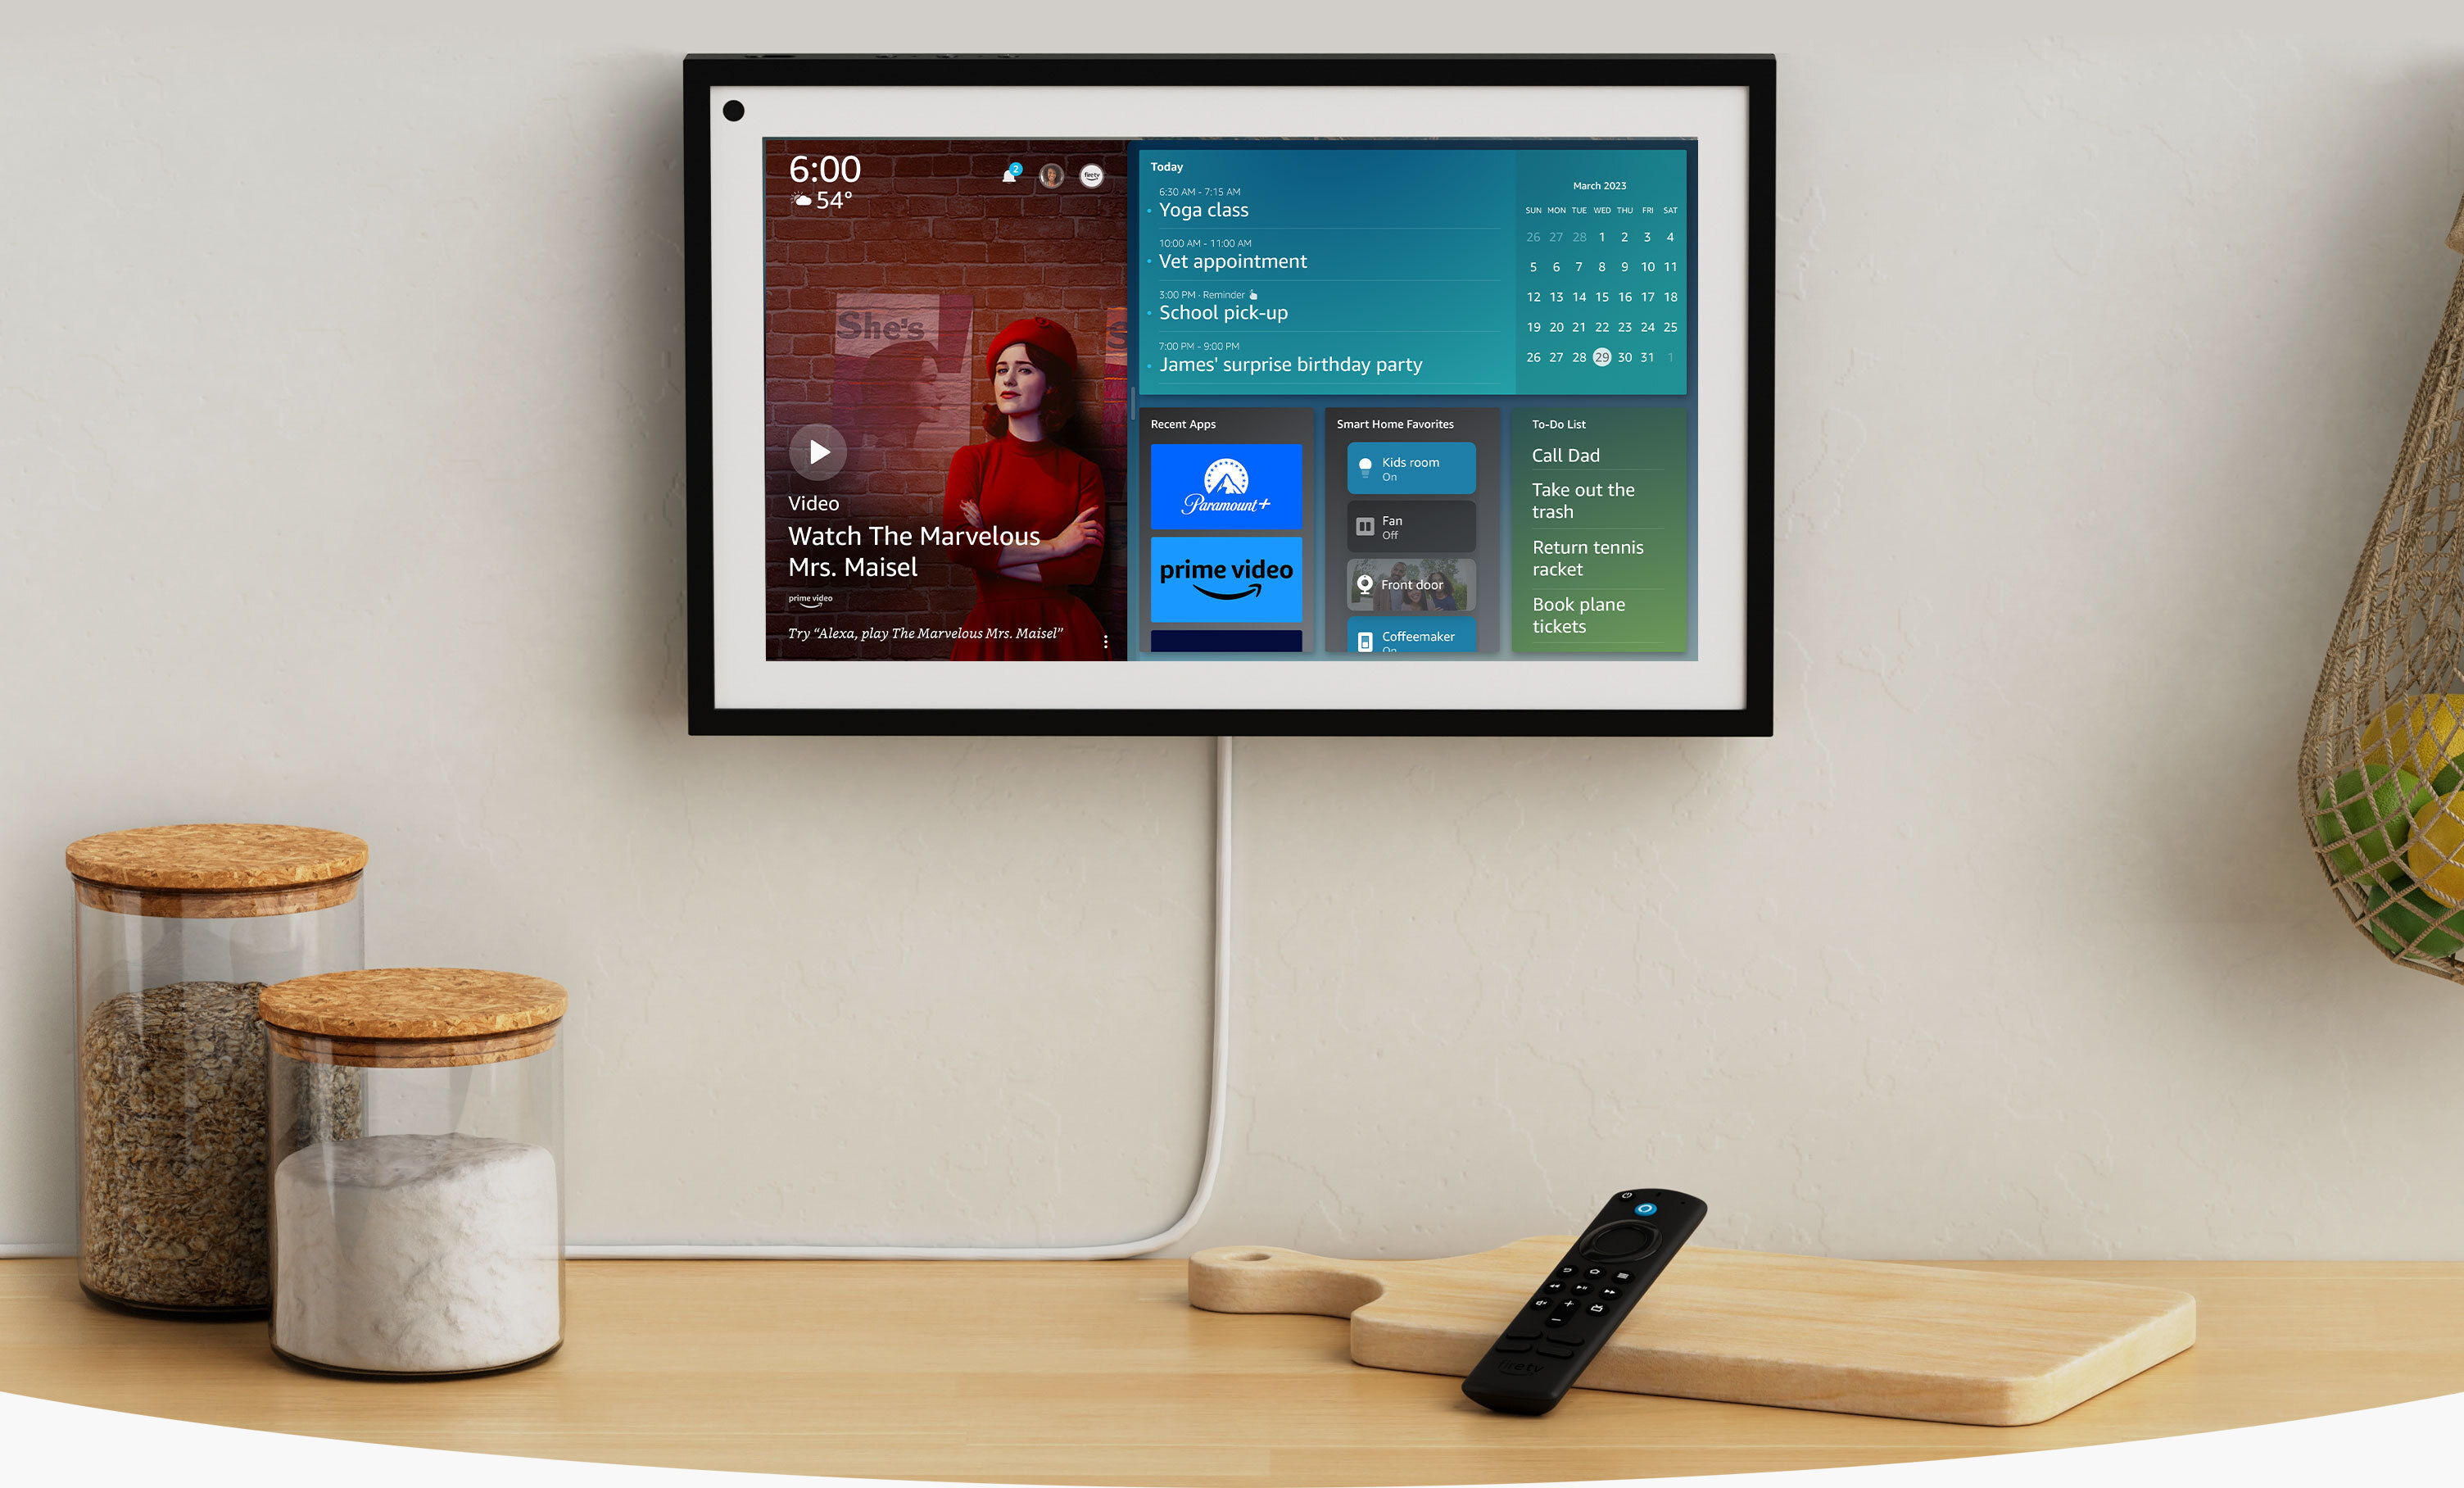 6:00
54°
2
firetv
She's
Video
Watch The Marvelous
Mrs. Maisel
prime video
Try “Alexa, play The Marvelous Mrs. Maisel”
Today
6:30 AM - 7:15 AM
Yoga class
10:00 AM - 11:00 AM
Vet appointment
3:00 PM · Reminder
School pick-up
7:00 PM - 9:00 PM
James' surprise birthday party
March 2023
SUN MON TUE WED THU FRI SAT
26 27 28 1 2 3 4
5 6 7 8 9 10 11
12 13 14 15 16 17 18
19 20 21 22 23 24 25
26 27 28 29 30 31 1
Recent Apps
Paramount+
prime video
Smart Home Favorites
Kids room
On
Fan
Off
Front door
Coffeemaker
On
To-Do List
Call Dad
Take out the
trash
Return tennis
racket
Book plane
tickets
firetv